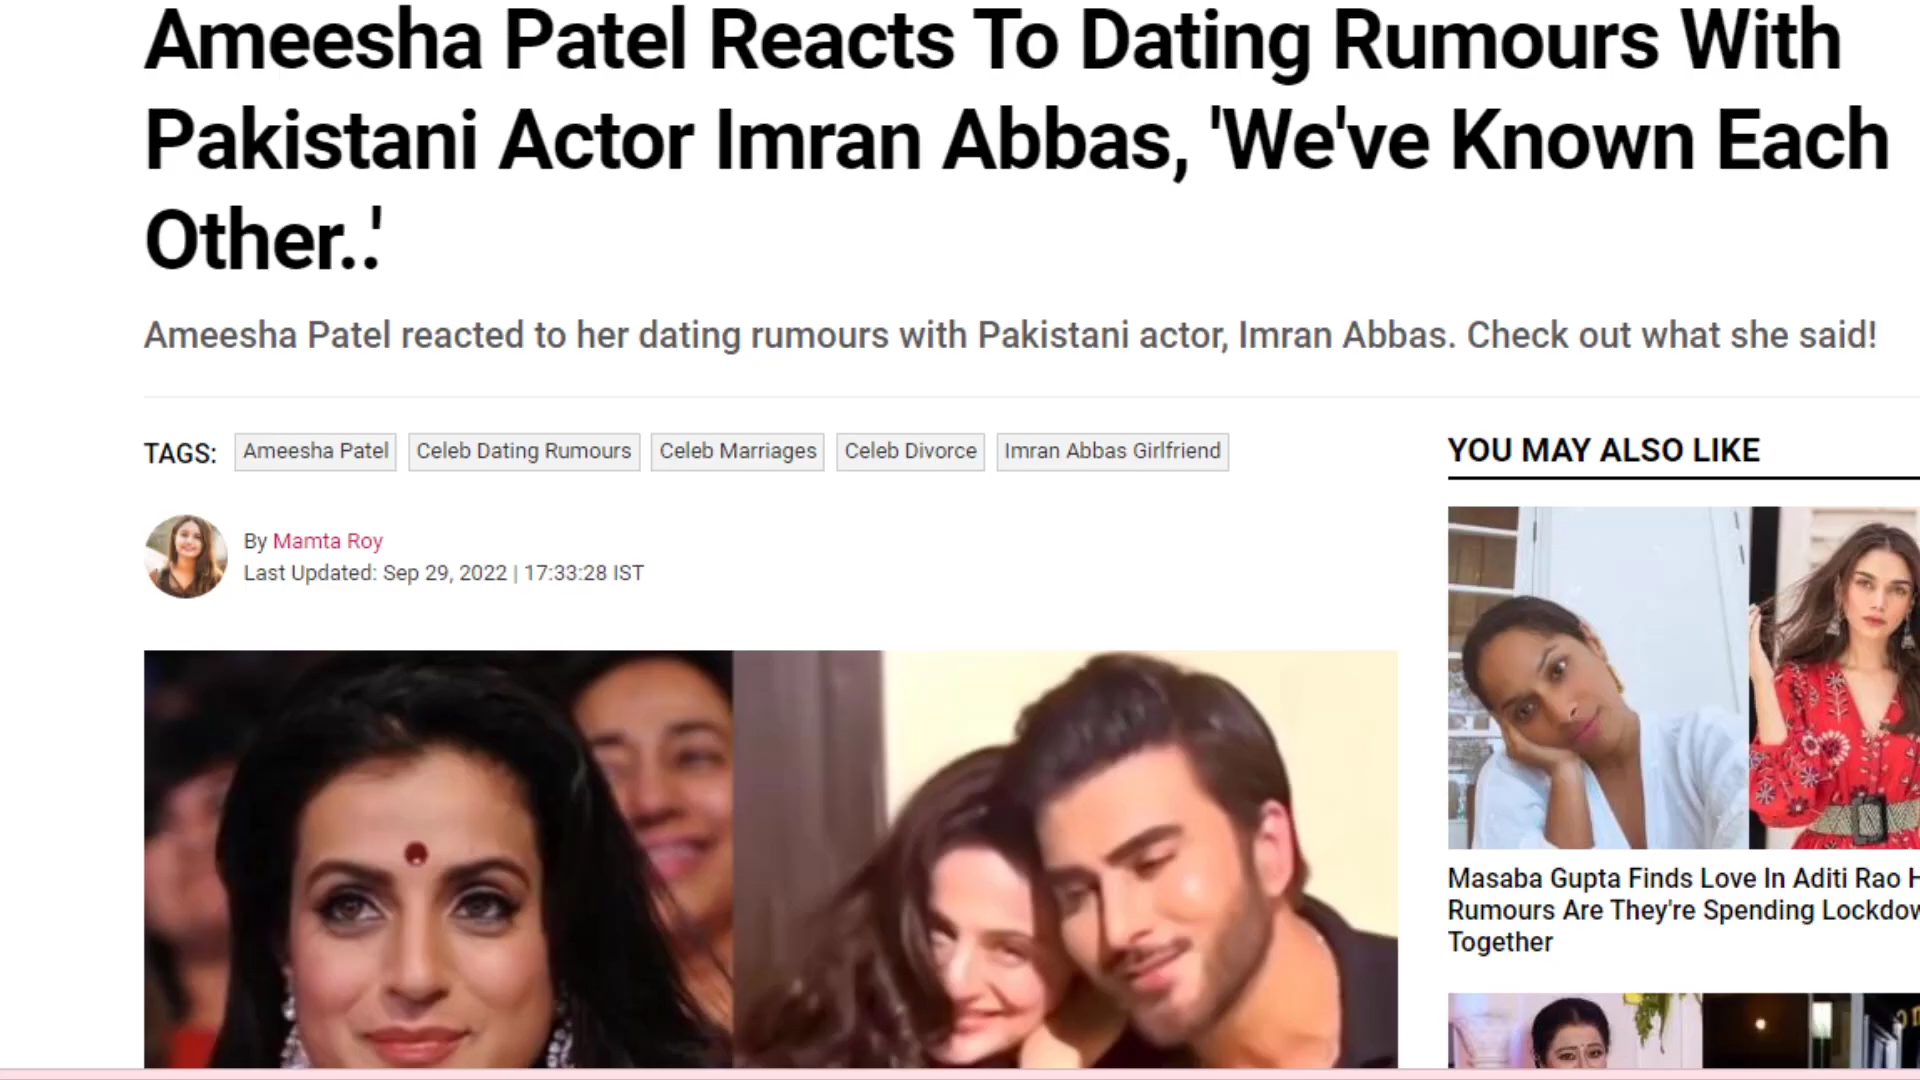 Ameesha Patel Reacts To Dating Rumours With
Pakistani Actor Imran Abbas, 'We've Known Each
Other..'
Ameesha Patel reacted to her dating rumours with Pakistani actor, Imran Abbas. Check out what she said!
TAGS: Ameesha Patel Celeb Dating Rumours Celeb Marriages Celeb Divorce Imran Abbas Girlfriend
By Mamta Roy
Last Updated: Sep 29, 2022 | 17:33:28 IST
YOU MAY ALSO LIKE
Masaba Gupta Finds Love In Aditi Rao
Rumours Are They're Spending
Together